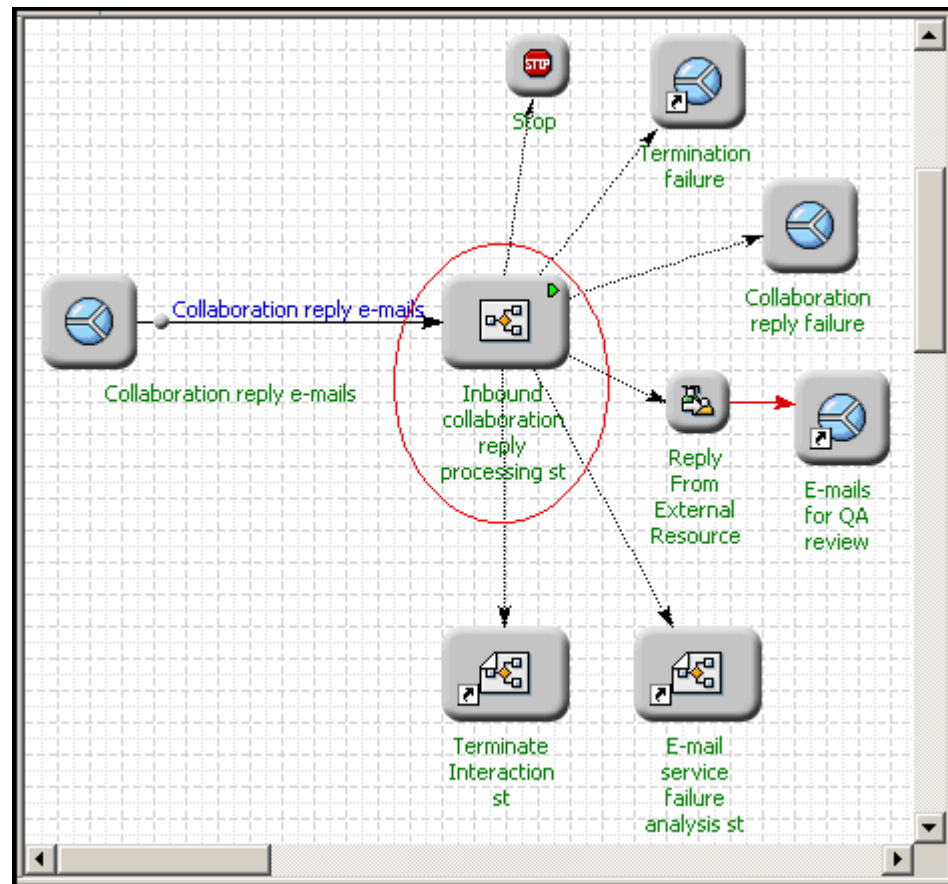 STOP
Stop
Termination
failure
Collaboration
reply failure
Collaboration reply e-mails
Collaboration reply e-mails
Inbound
collaboration
reply
processing st
Reply
From
External
Resource
E-mails
for QA
review
Terminate
Interaction
st
E-mail
service
failure
analysis st